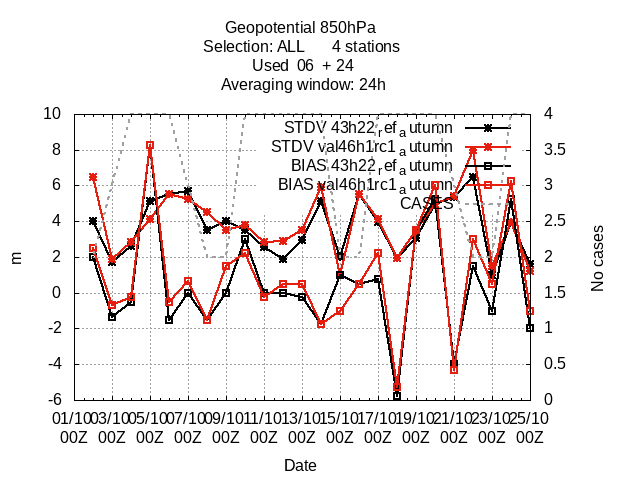 Geopotential 850hPa
Selection: ALL 4 stations
Used 06 + 24
Averaging window: 24h
10 4
STDV 43h22_ref_autumn
STDV val46h1rc1_autumn
BIAS 43h22_ref_autumn
BIAS val46h1rc1_autumn
CASES
8 3.5
6 3
4 2.5
2 2
0 1.5
-2 1
-4 0.5
-6 0
m
No cases
01/10 03/10 05/10 07/10 09/10 11/10 13/10 15/10 17/10 19/10 21/10 23/10 25/10
00Z 00Z 00Z 00Z 00Z 00Z 00Z 00Z 00Z 00Z 00Z 00Z 00Z
Date